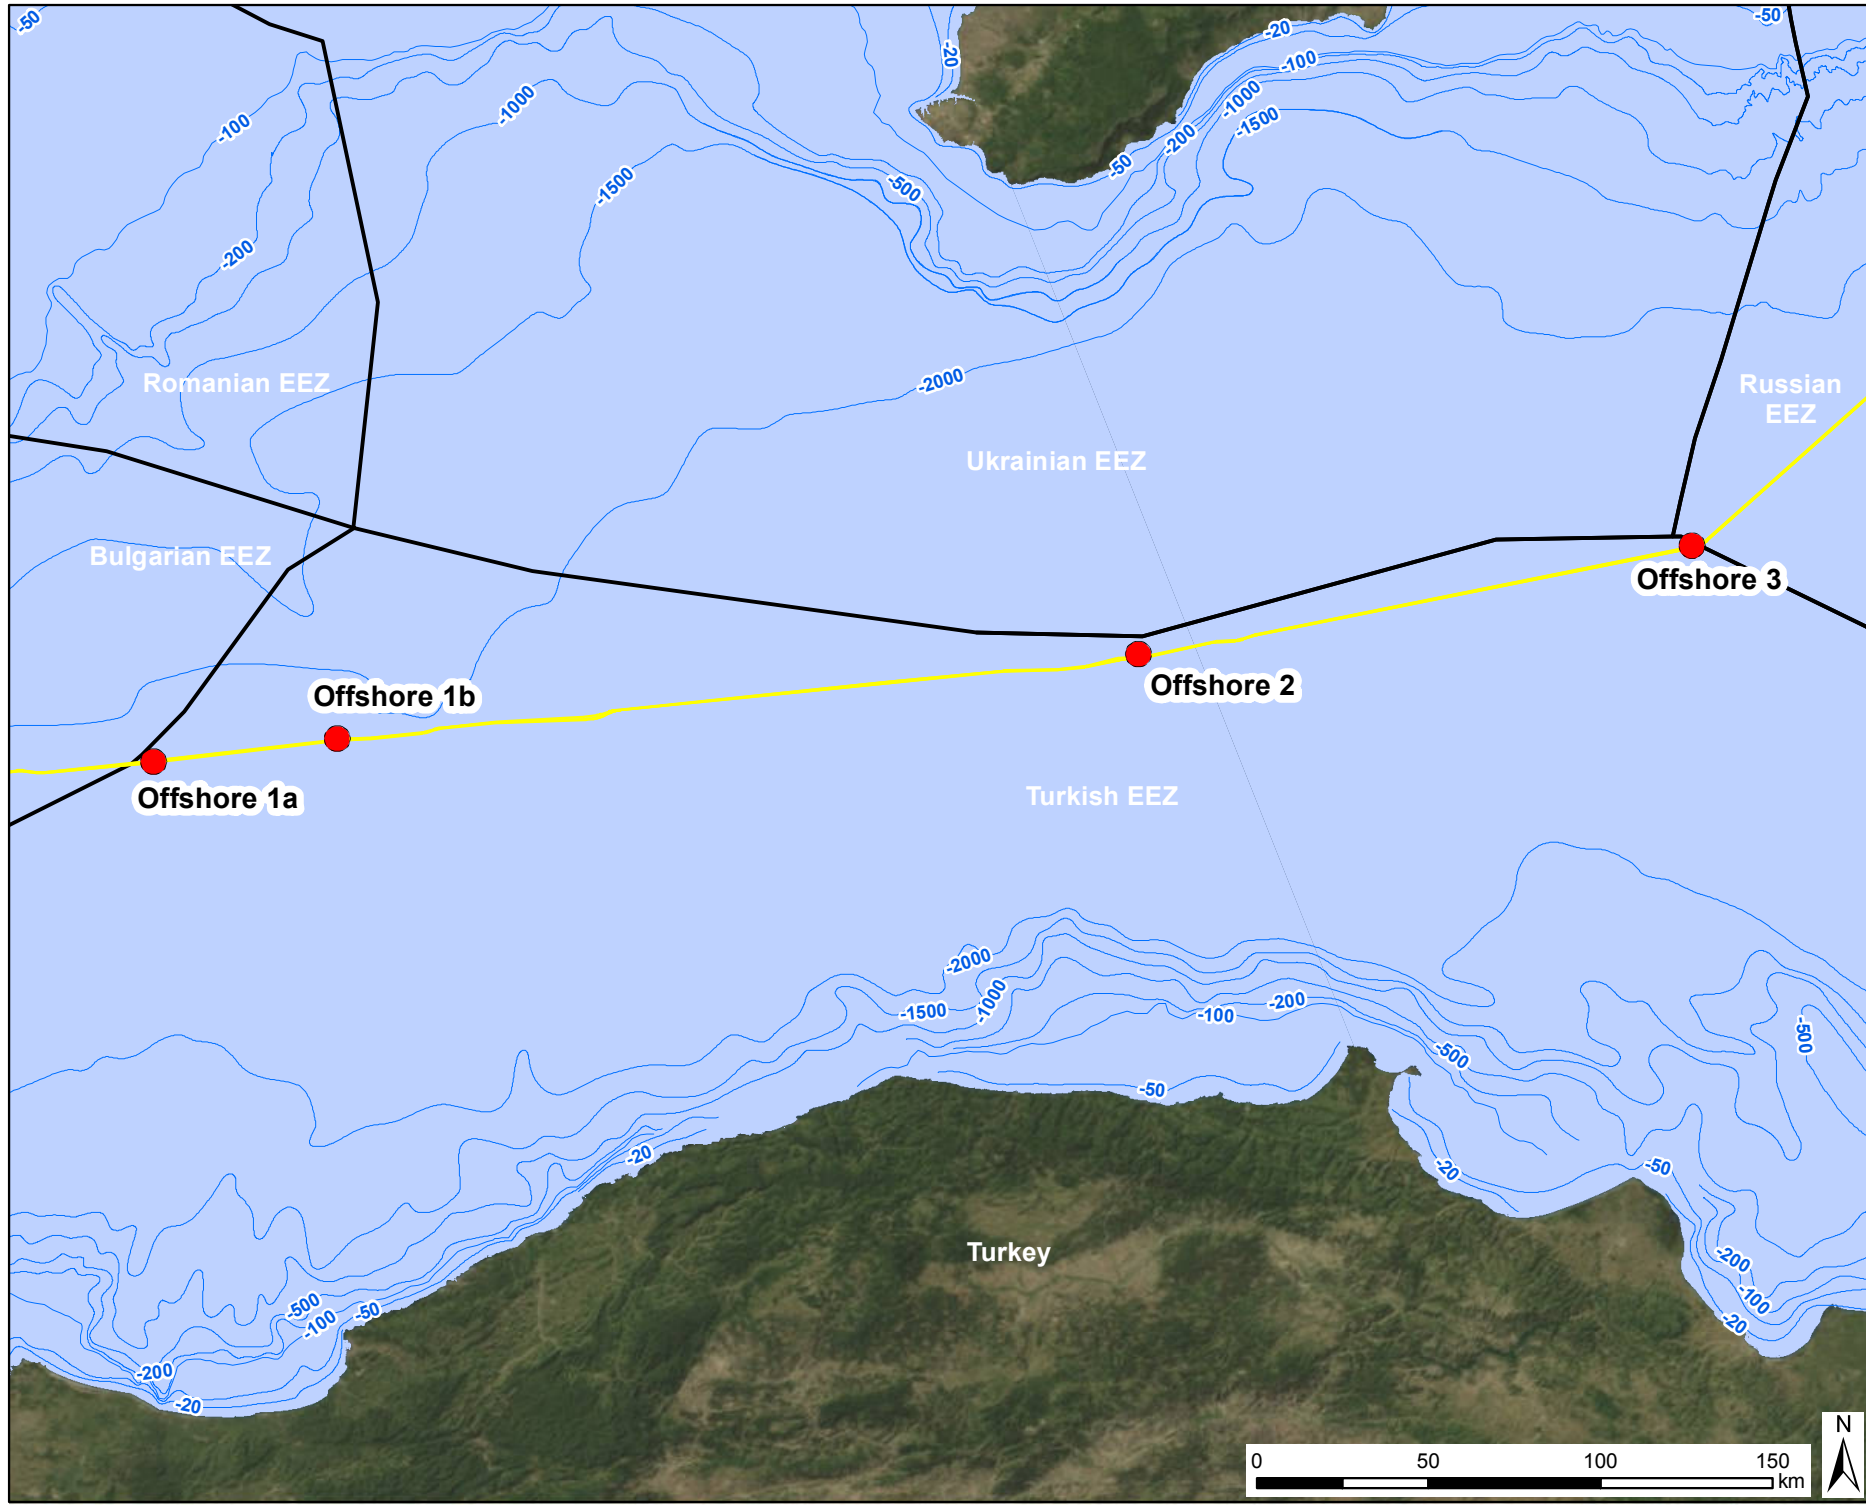 -50
-20
-50
-20
-100
-1000
-1000
-100
-1500
-200
-50
-1500
-500
-200
-2000
Romanian EEZ
Russian
EEZ
Ukrainian EEZ
Bulgarian EEZ
Offshore 3
Offshore 2
Offshore 1b
Offshore 1a
Turkish EEZ
-2000
-1000
-1500
-100
-200
-500
-500
-50
-20
-20
-50
Turkey
-200
-100
-20
-500
-100
-50
-200
-20
N
0 50 100 150
km